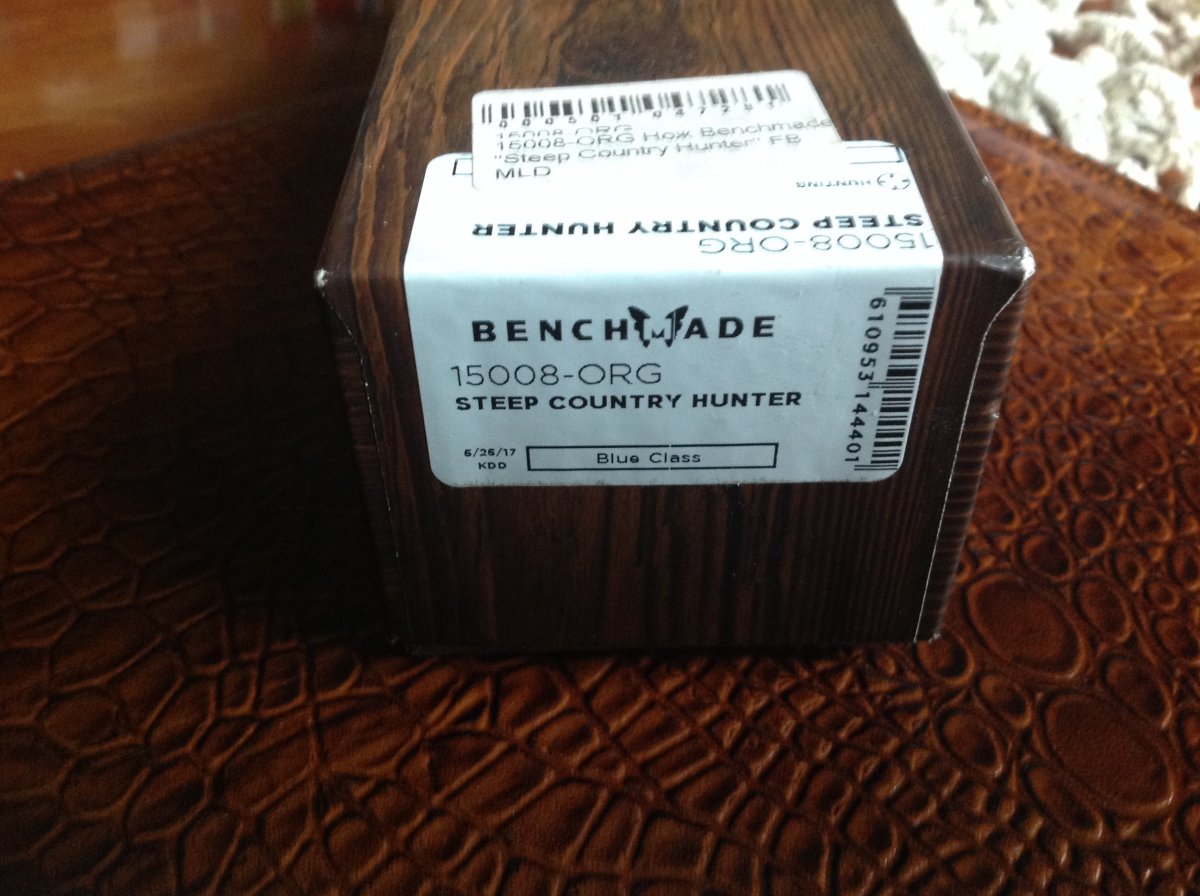 000501047283
15008-ORG
15008-ORG Нож Benchmade
"Steep Country Hunter" FB
MLD
HUNTING
STEEP COUNTRY HUNTER
15008-ORG
BENCHMADE
15008-ORG
STEEP COUNTRY HUNTER
6/26/17
KDD
Blue Class
610953144401